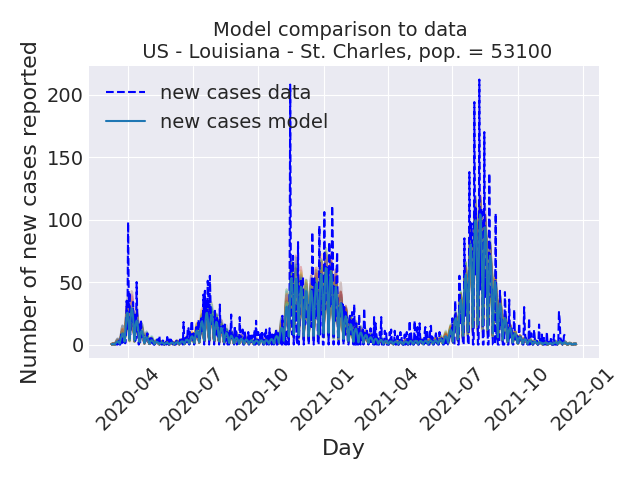 Model comparison to data
US - Louisiana - St. Charles, pop. = 53100
Number of new cases reported
200
150
100
50
0
new cases data
new cases model
2020-04
2020-07
2020-10
2021-01
2021-04
2021-07
2021-10
2022-01
Day